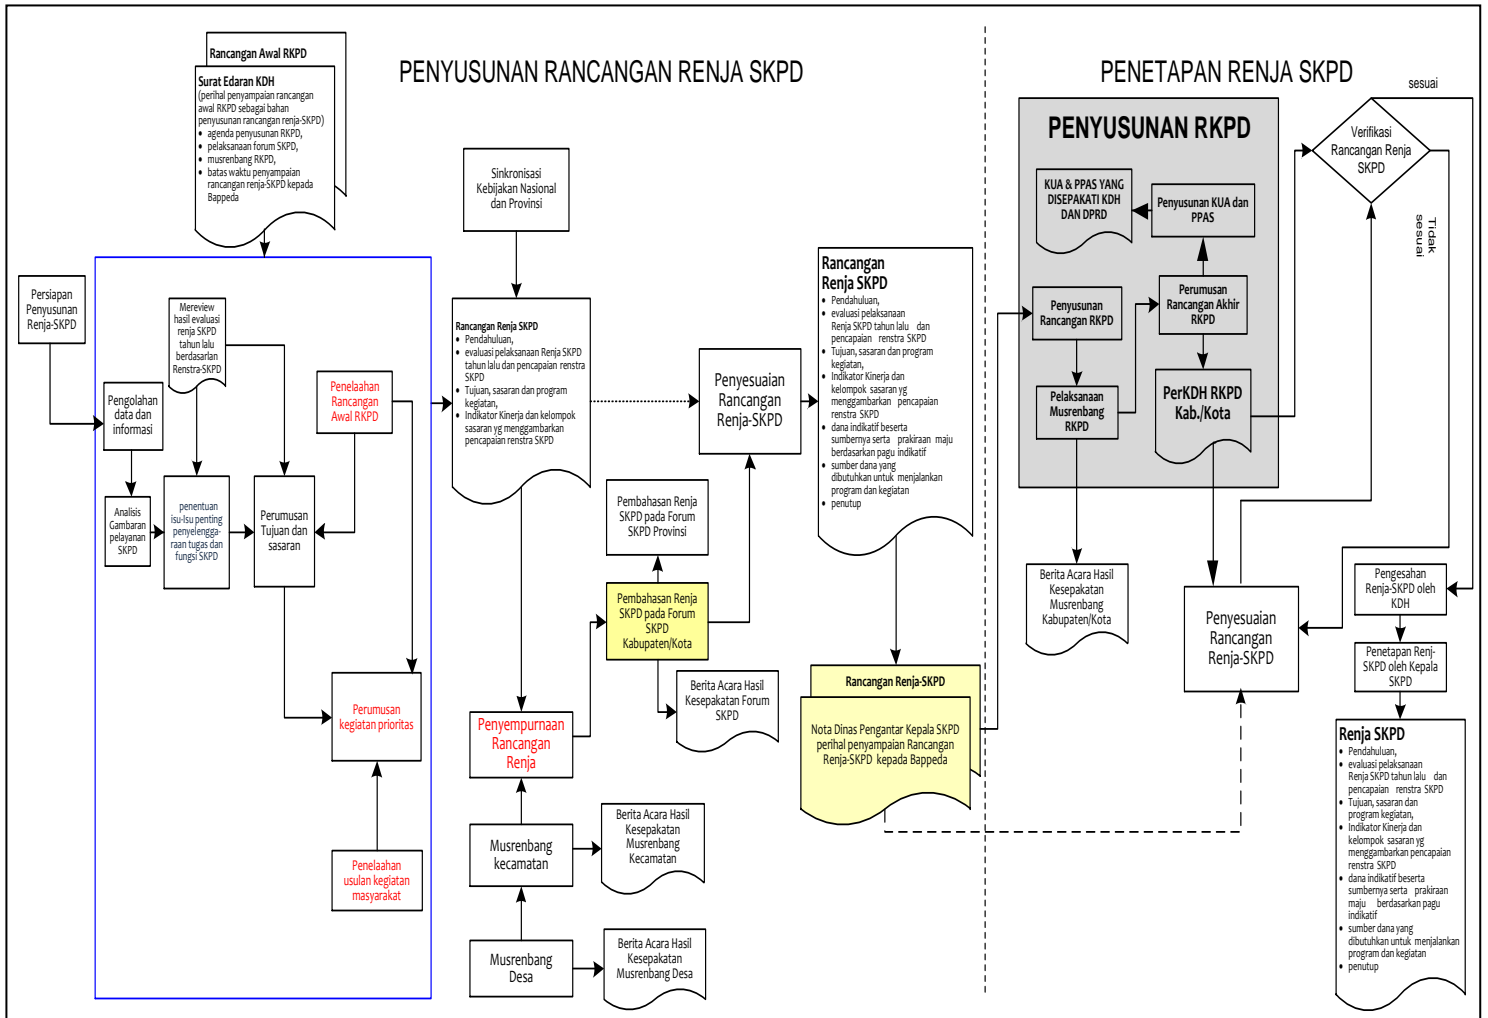 PENYUSUNAN RANCANGAN RENJA SKPD
PENETAPAN RENJA SKPD
Rancangan Awal RKPD
Surat Edaran KDH
(perihal penyampaian rancangan
awal RKPD sebagai bahan
penyusunan rancangan renja-SKPD)
• agenda penyusunan RKPD,
• pelaksanaan forum SKPD,
• musrenbang RKPD,
• batas waktu penyampaian
rancangan renja-SKPD kepada
Bappeda
Persiapan
Penyusunan
Renja-SKPD
Mereview
hasil evaluasi
renja SKPD
tahun lalu
berdasarlan
Renstra-SKPD
Penelaahan
Rancangan
Awal RKPD
Pengolahan
data dan
informasi
Analisis
Gambaran
pelayanan
SKPD
penentuan
isu-Isu penting
penyelengga-
raan tugas dan
fungsi SKPD
Perumusan
Tujuan dan
sasaran
Perumusan
kegiatan prioritas
Penelaahan
usulan kegiatan
masyarakat
Sinkronisasi
Kebijakan Nasional
dan Provinsi
Rancangan Renja SKPD
• Pendahuluan,
• evaluasi pelaksanaan Renja SKPD
tahun lalu dan pencapaian renstra
SKPD
• Tujuan, sasaran dan program
kegiatan,
• Indikator Kinerja dan kelompok
sasaran yg menggambarkan
pencapaian renstra SKPD
Penyempurnaan
Rancangan
Renja
Musrenbang
kecamatan
Musrenbang
Desa
Berita Acara Hasil
Kesepakatan
Musrenbang
Kecamatan
Berita Acara Hasil
Kesepakatan
Musrenbang Desa
Pembahasan Renja
SKPD pada Forum
SKPD Provinsi
Pembahasan Renja
SKPD pada Forum
SKPD
Kabupaten/Kota
Berita Acara Hasil
Kesepakatan Forum
SKPD
Penyesuaian
Rancangan
Renja-SKPD
Rancangan
Renja SKPD
• Pendahuluan,
• evaluasi pelaksanaan
Renja SKPD tahun lalu dan
pencapaian renstra SKPD
• Tujuan, sasaran dan program
kegiatan,
• Indikator Kinerja dan
kelompok sasaran yg
menggambarkan pencapaian
renstra SKPD
• dana indikatif beserta
sumbernya serta prakiraan maju
berdasarkan pagu indikatif
• sumber dana yang
dibutuhkan untuk menjalankan
program dan kegiatan
• penutup
Rancangan Renja-SKPD
Nota Dinas Pengantar Kepala SKPD
perihal penyampaian Rancangan
Renja-SKPD kepada Bappeda
PENYUSUNAN RKPD
KUA & PPAS YANG
DISEPAKATI KDH
DAN DPRD
Penyusunan KUA dan
PPAS
Penyusunan
Rancangan RKPD
Perumusan
Rancangan Akhir
RKPD
Pelaksanaan
Musrenbang
RKPD
PerKDH RKPD
Kab./Kota
Berita Acara Hasil
Kesepakatan
Musrenbang
Kabupaten/Kota
Verifikasi
Rancangan Renja
SKPD
sesuai
Tidak
sesuai
Penyesuaian
Rancangan
Renja-SKPD
Pengesahan
Renja-SKPD oleh
KDH
Penetapan Renj-
SKPD oleh Kepala
SKPD
Renja SKPD
• Pendahuluan,
• evaluasi pelaksanaan
Renja SKPD tahun lalu dan
pencapaian renstra SKPD
• Tujuan, sasaran dan
program kegiatan,
• Indikator Kinerja dan
kelompok sasaran yg
menggambarkan pencapaian
renstra SKPD
• dana indikatif beserta
sumbernya serta prakiraan
maju berdasarkan pagu
indikatif
• sumber dana yang
dibutuhkan untuk menjalankan
program dan kegiatan
• penutup